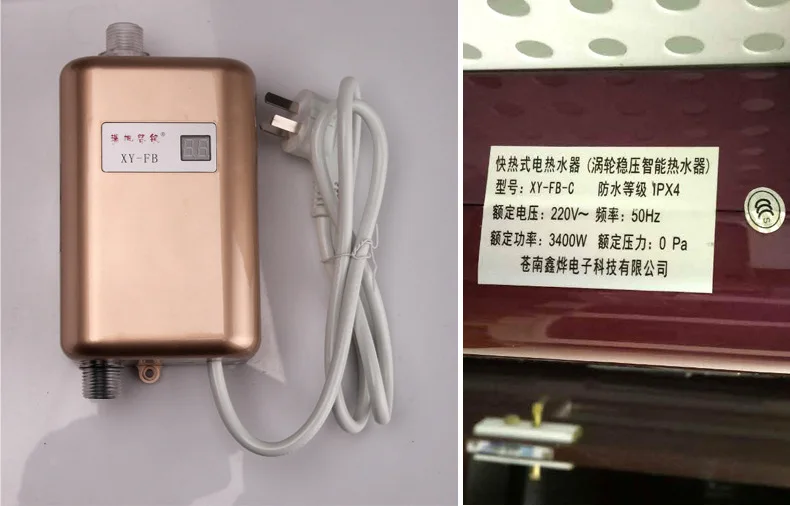 XY-FB
快热式电热水器(涡轮稳压智能热水器)
型号: XY-FB-C 防水等级 IPX4
额定电压: 220V~ 频率: 50Hz
额定功率: 3400W 额定压力: 0 Pa
苍南鑫烨电子科技有限公司